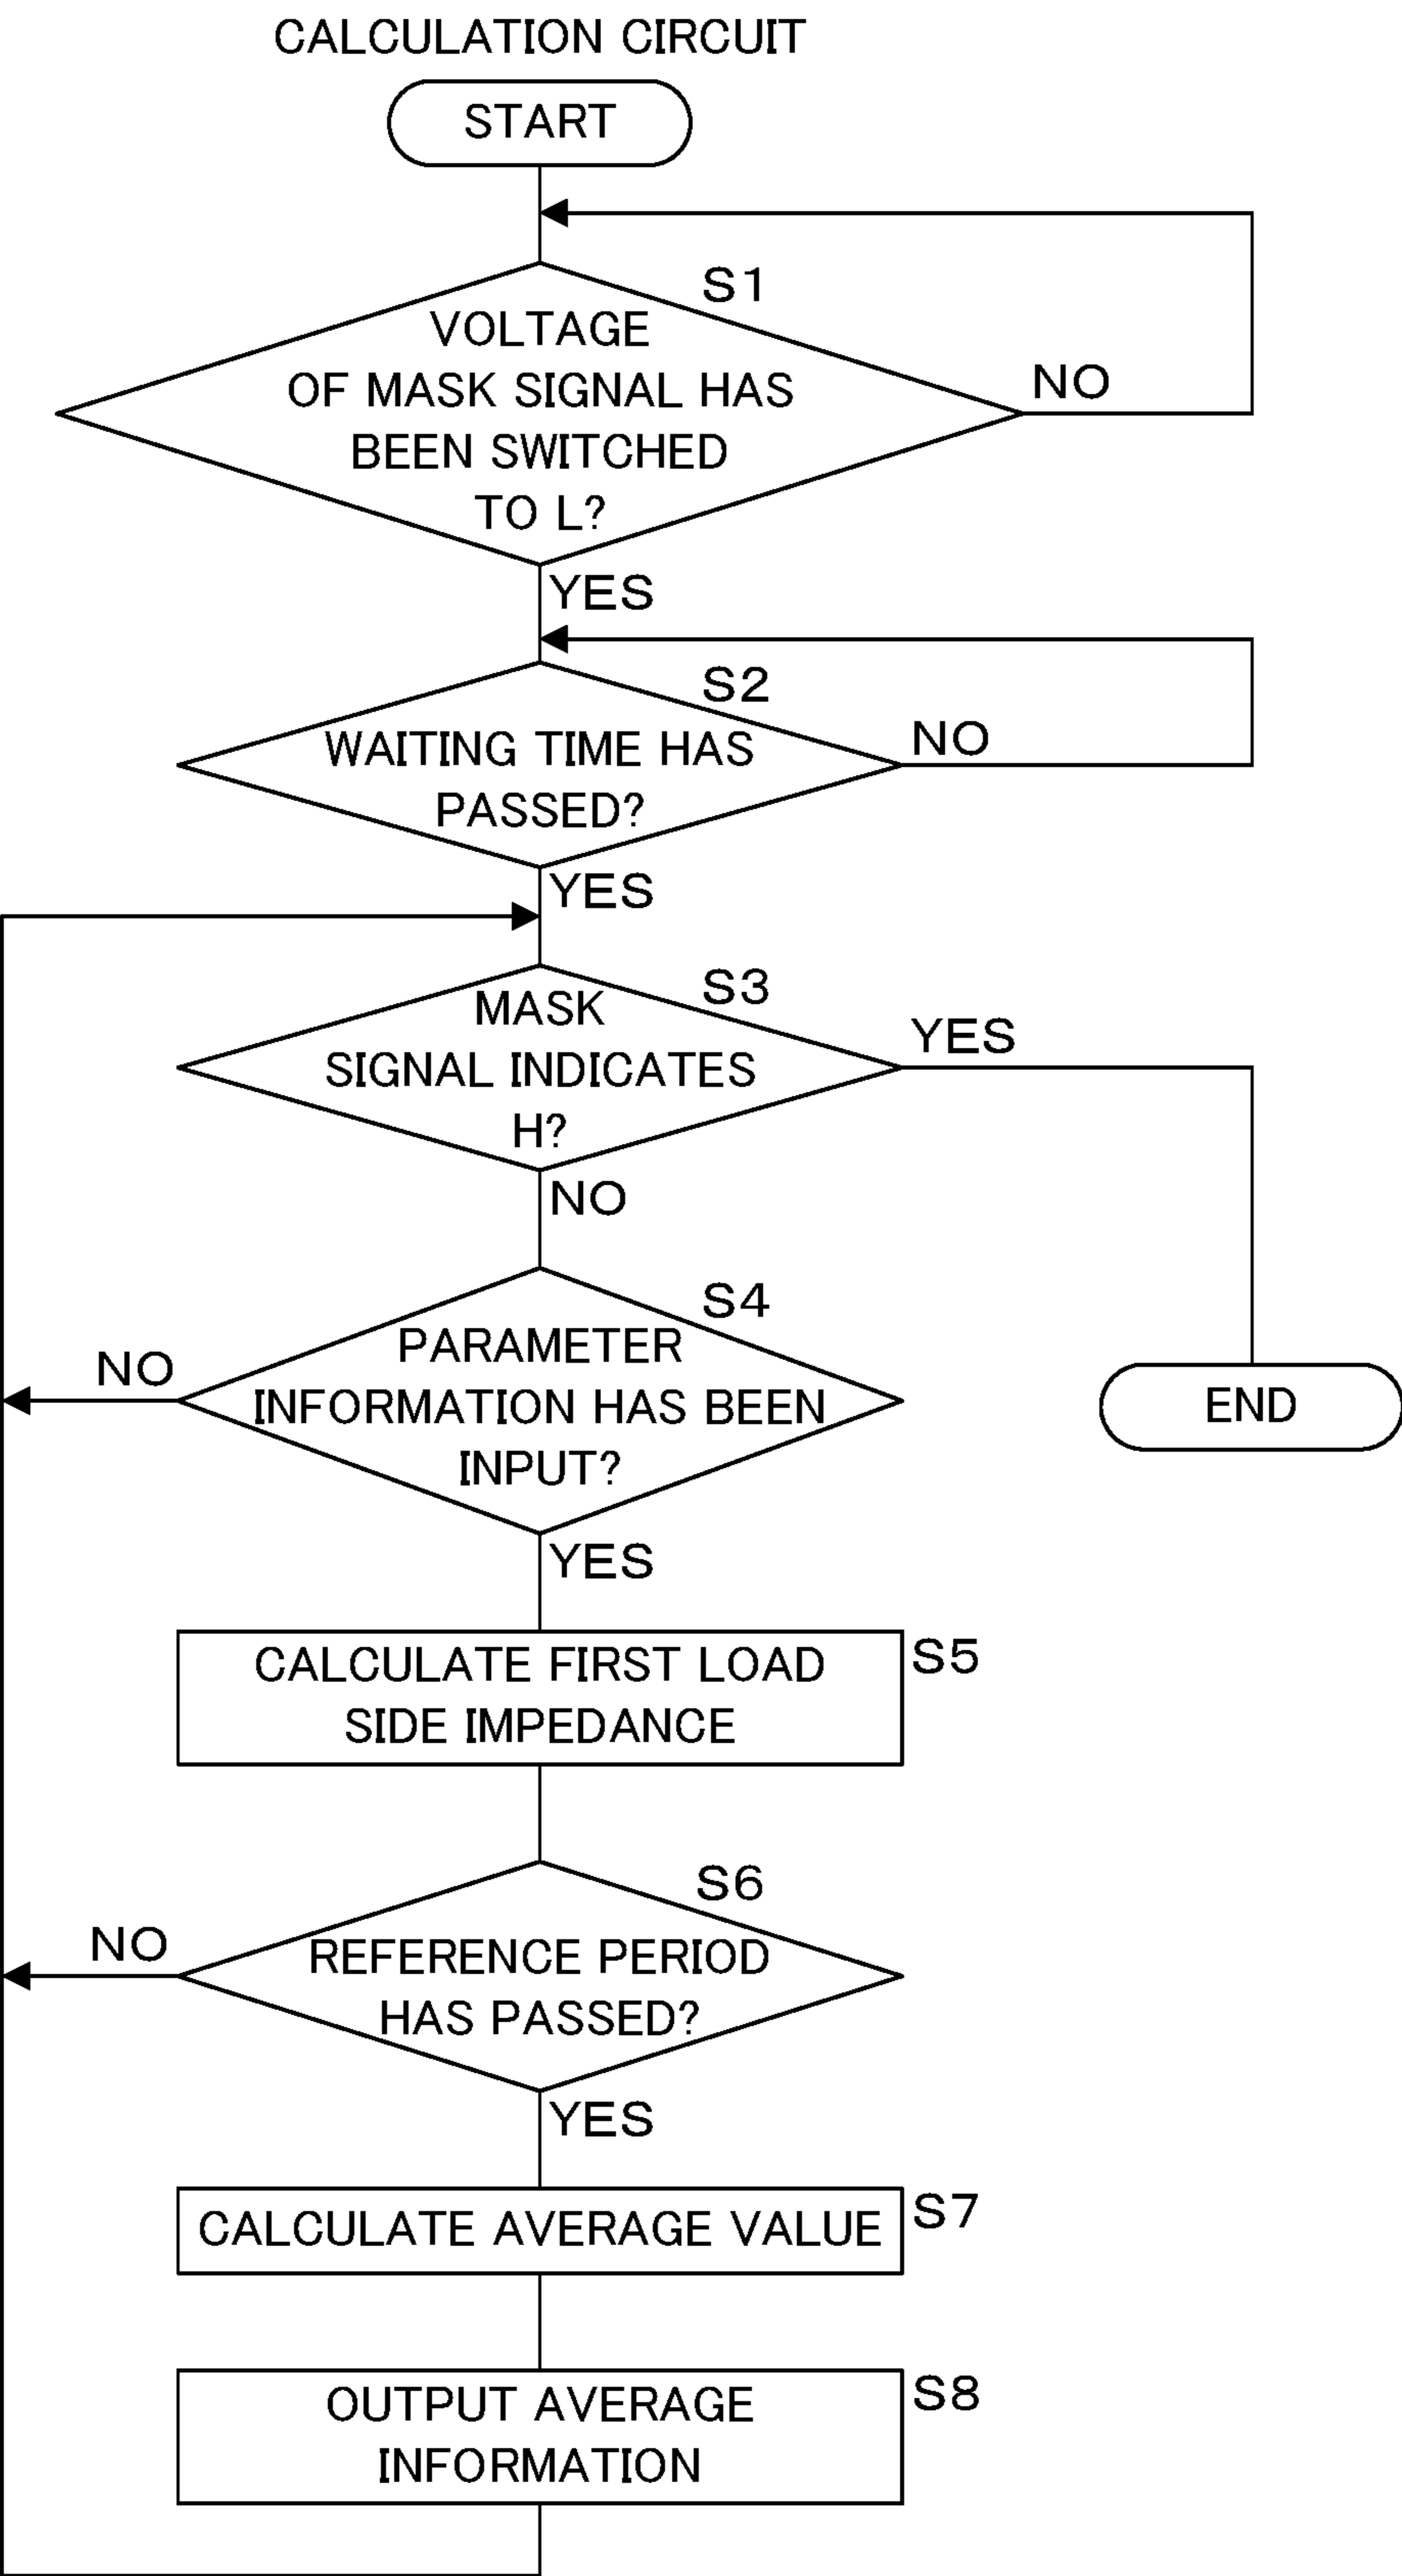 CALCULATION CIRCUIT
START
S1
VOLTAGE
OF MASK SIGNAL HAS
BEEN SWITCHED
TO L?
NO
YES
S2
WAITING TIME HAS
PASSED?
NO
YES
S3
MASK
SIGNAL INDICATES
H?
YES
NO
S4
PARAMETER
INFORMATION HAS BEEN
INPUT?
NO
END
YES
CALCULATE FIRST LOAD
SIDE IMPEDANCE
S5
S6
REFERENCE PERIOD
HAS PASSED?
NO
YES
CALCULATE AVERAGE VALUE
S7
OUTPUT AVERAGE
INFORMATION
S8